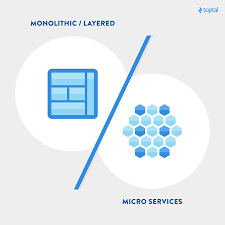 toptal
MONOLITHIC / LAYERED
MICRO SERVICES